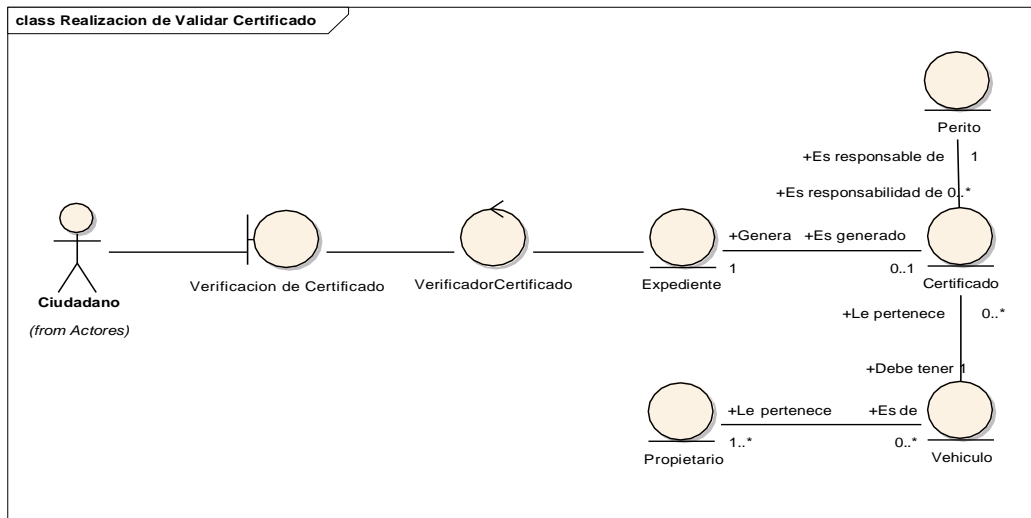 class Realizacion de Validar Certificado
Perito
+Es responsable de 1
+Es responsabilidad de 0..*
+Genera +Es generado
1 0..1
Ciudadano
(from Actores)
Verificacion de Certificado
VerificadorCertificado
Expediente
Certificado
+Le pertenece 0..*
+Debe tener 1
+Le pertenece +Es de
1..* 0..*
Propietario
Vehiculo